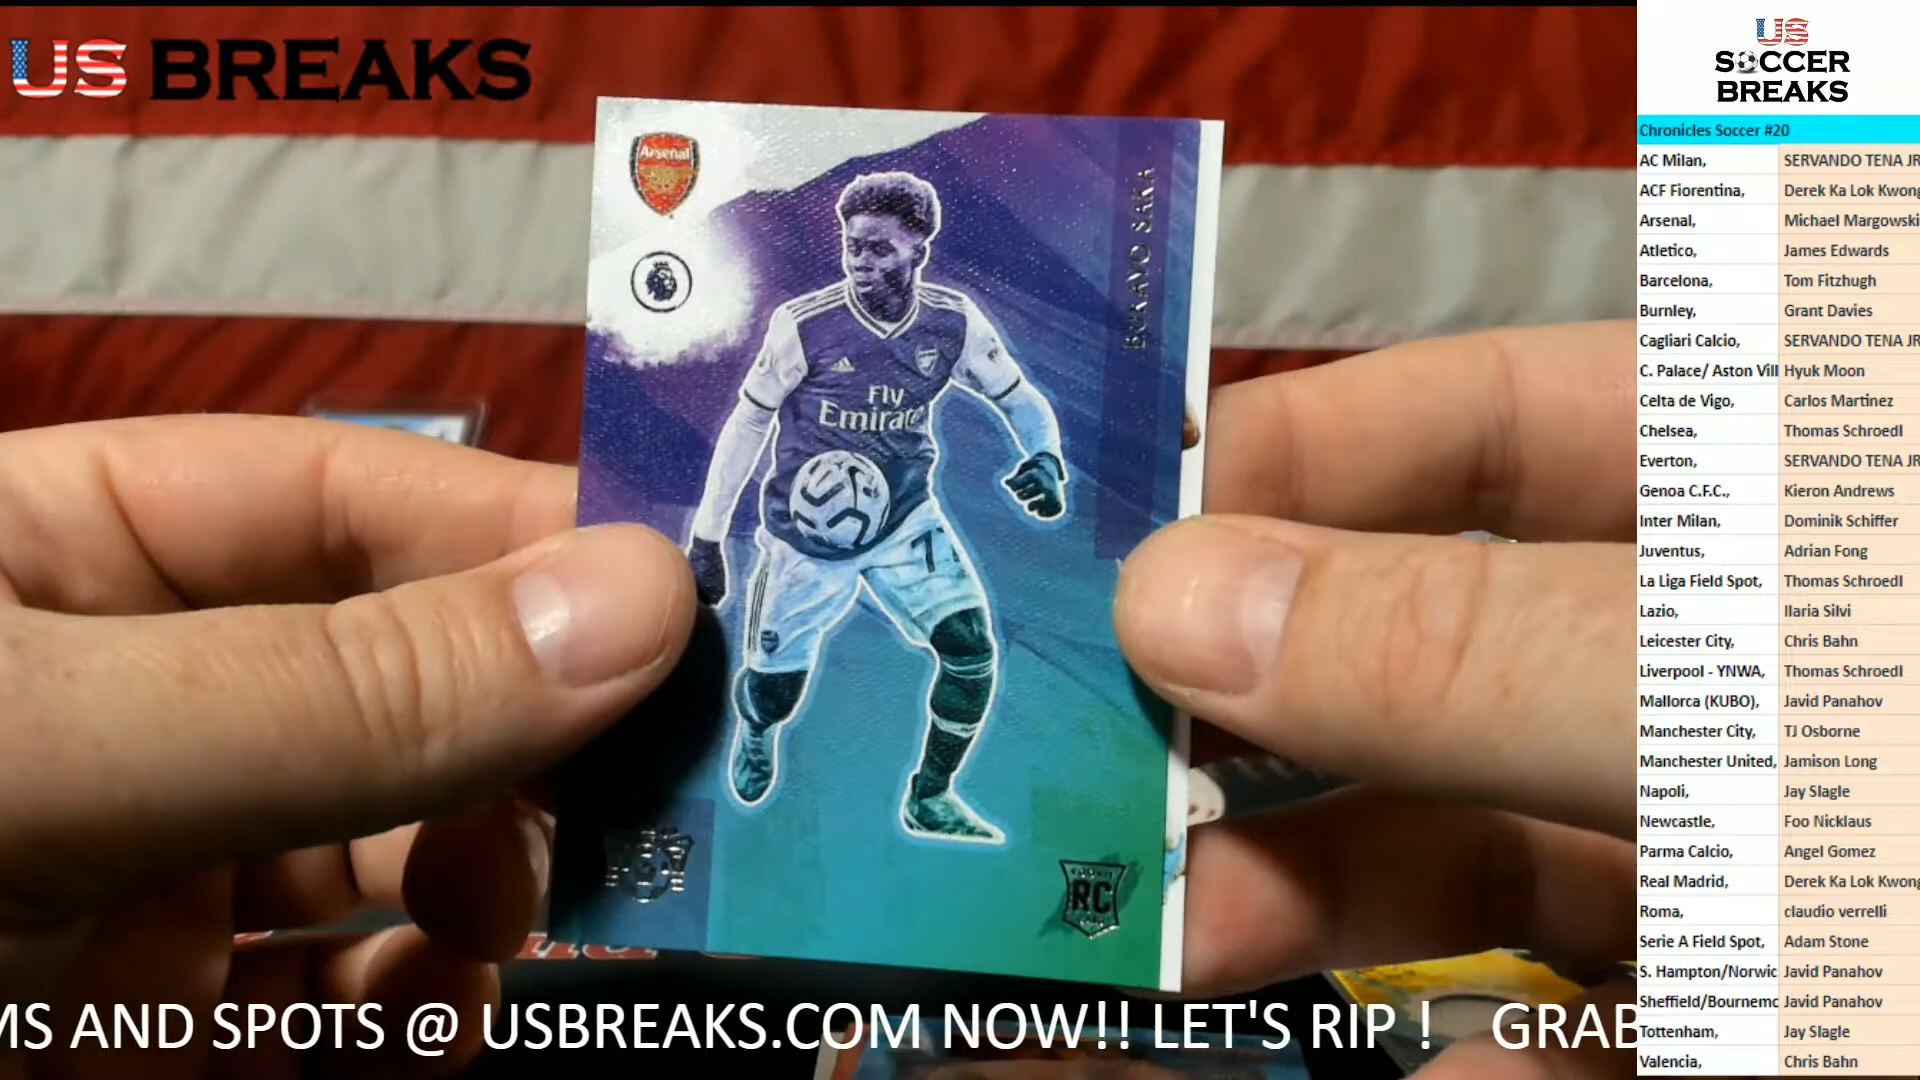 US BREAKS
US
SOCCER
BREAKS
Chronicles Soccer #20
AC Milan, SERVANDO TENA JR
ACF Fiorentina, Derek Ka Lok Kwong
Arsenal, Michael Margowski
Atletico, James Edwards
Barcelona, Tom Fitzhugh
Burnley, Grant Davies
Cagliari Calcio, SERVANDO TENA JR
C. Palace/ Aston Vill Hyuk Moon
Celta de Vigo, Carlos Martinez
Chelsea, Thomas Schroedl
Everton, SERVANDO TENA JR
Genoa C.F.C., Kieron Andrews
Inter Milan, Dominik Schiffer
Juventus, Adrian Fong
La Liga Field Spot, Thomas Schroedl
Lazio, Ilaria Silvi
Leicester City, Chris Bahn
Liverpool - YNWA, Thomas Schroedl
Mallorca (KUBO), Javid Panahov
Manchester City, TJ Osborne
Manchester United, Jamison Long
Napoli, Jay Slagle
Newcastle, Foo Nicklaus
Parma Calcio, Angel Gomez
Real Madrid, Derek Ka Lok Kwong
Roma, claudio verrelli
Serie A Field Spot, Adam Stone
S. Hampton/Norwic Javid Panahov
Sheffield/Bournemo Javid Panahov
Tottenham, Jay Slagle
Valencia, Chris Bahn
Arsenal
BUKAYO SAKA
Fly
Emirate
7
RC
MS AND SPOTS @ USBREAKS.COM NOW!! LET'S RIP ! GRAB